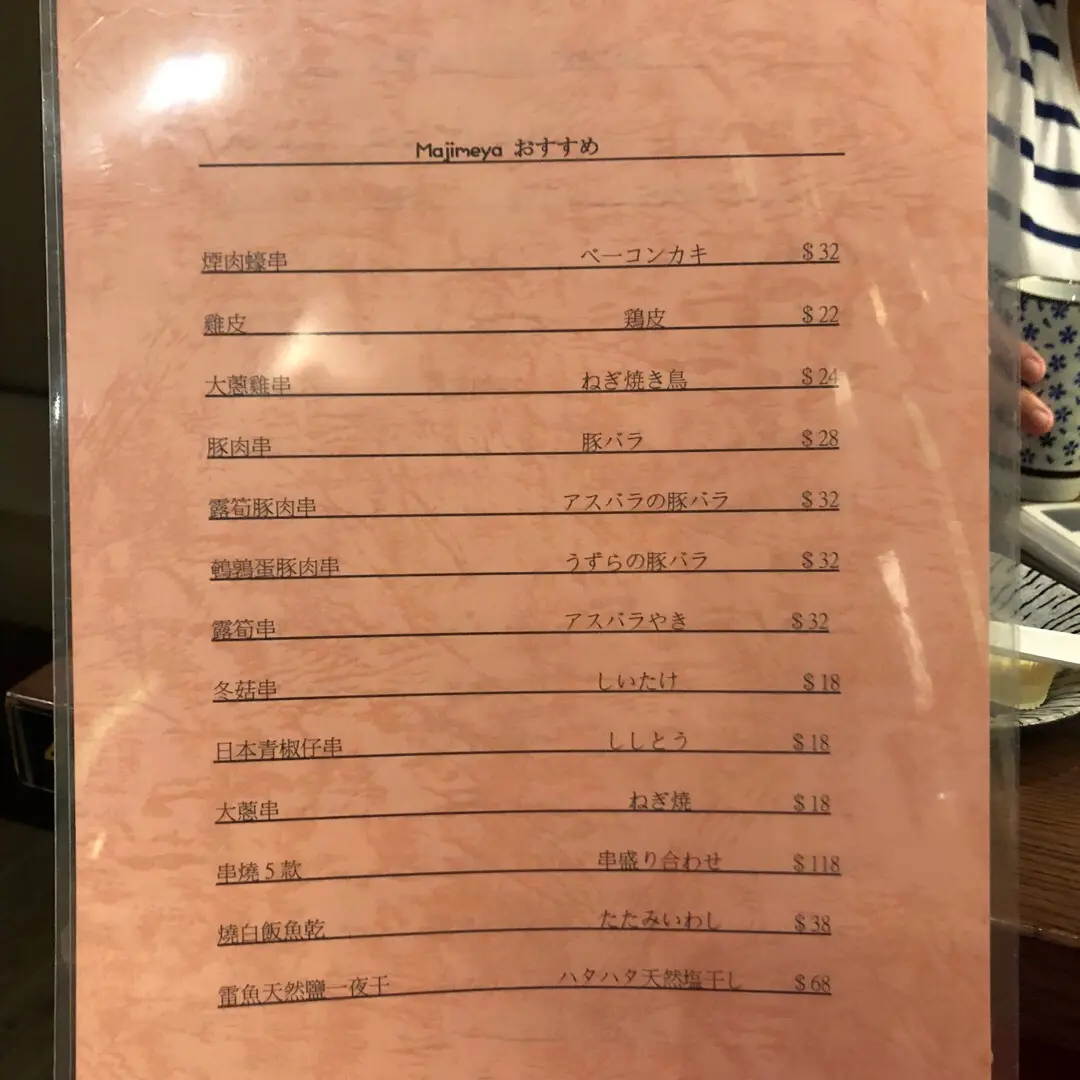 Majimeya おすすめ
煙肉蠔串 ベーコンカキ $32
雞皮 鶏皮 $22
大蔥雞串 ねぎ焼き鳥 $24
豚肉串 豚バラ $28
露筍豚肉串 アスバラの豚バラ $32
鵪鶉蛋豚肉串 うずらの豚バラ $32
露筍串 アスバラやき $32
冬菇串 しいたけ $18
日本青椒仔串 ししとう $18
大蔥串 ねぎ焼 $18
串燒5款 串盛り合わせ $118
燒白飯魚乾 たたみいわし $38
雷魚天然鹽一夜干 ハタハタ天然塩干し $68